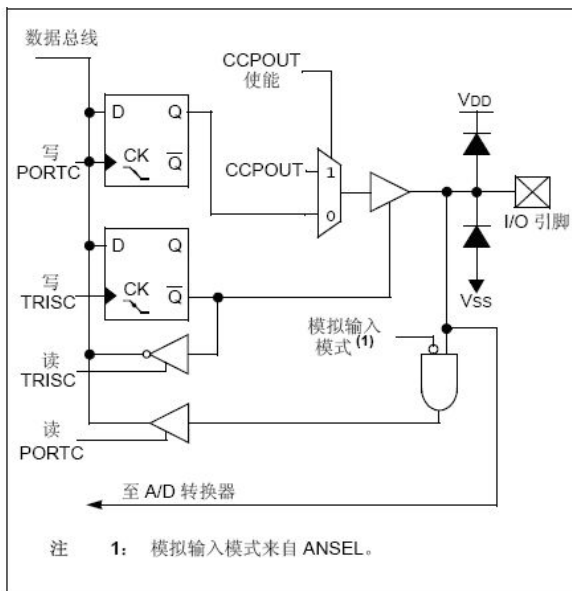 数据总线
CCPOUT
使能
VDD
D Q
写
PORTC
CK Q
CCPOUT
1
0
I/O 引脚
D Q
写
TRISC
CK Q
VSS
模拟输入
模式(1)
读
TRISC
读
PORTC
至 A/D 转换器
注 1: 模拟输入模式来自 ANSEL。